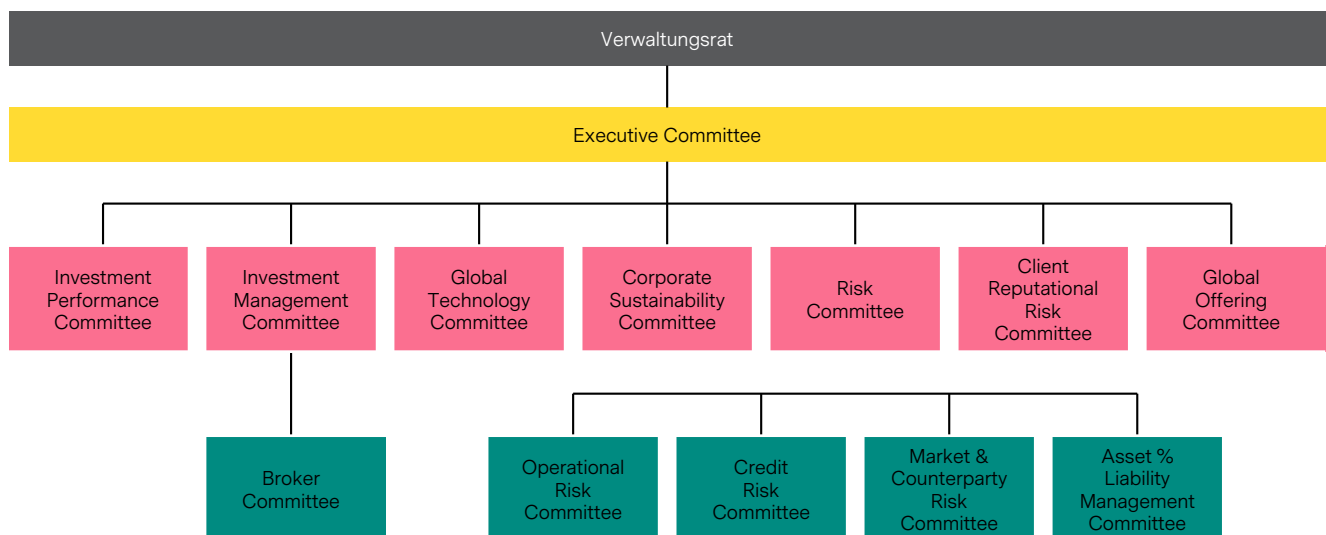 Verwaltungsrat
Executive Committee
Investment
Performance
Committee
Investment
Management
Committee
Global
Technology
Committee
Corporate
Sustainability
Committee
Risk
Committee
Client
Reputational
Risk
Committee
Global
Offering
Committee
Broker
Committee
Operational
Risk
Committee
Credit
Risk
Committee
Market &
Counterparty
Risk
Committee
Asset %
Liability
Management
Committee